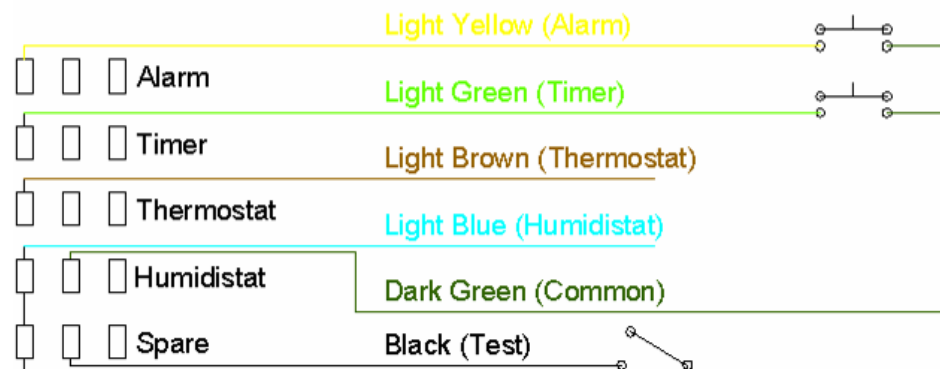 Light Yellow (Alarm)
Alarm
Light Green (Timer)
Timer
Light Brown (Thermostat)
Thermostat
Light Blue (Humidistat)
Humidistat
Dark Green (Common)
Spare
Black (Test)